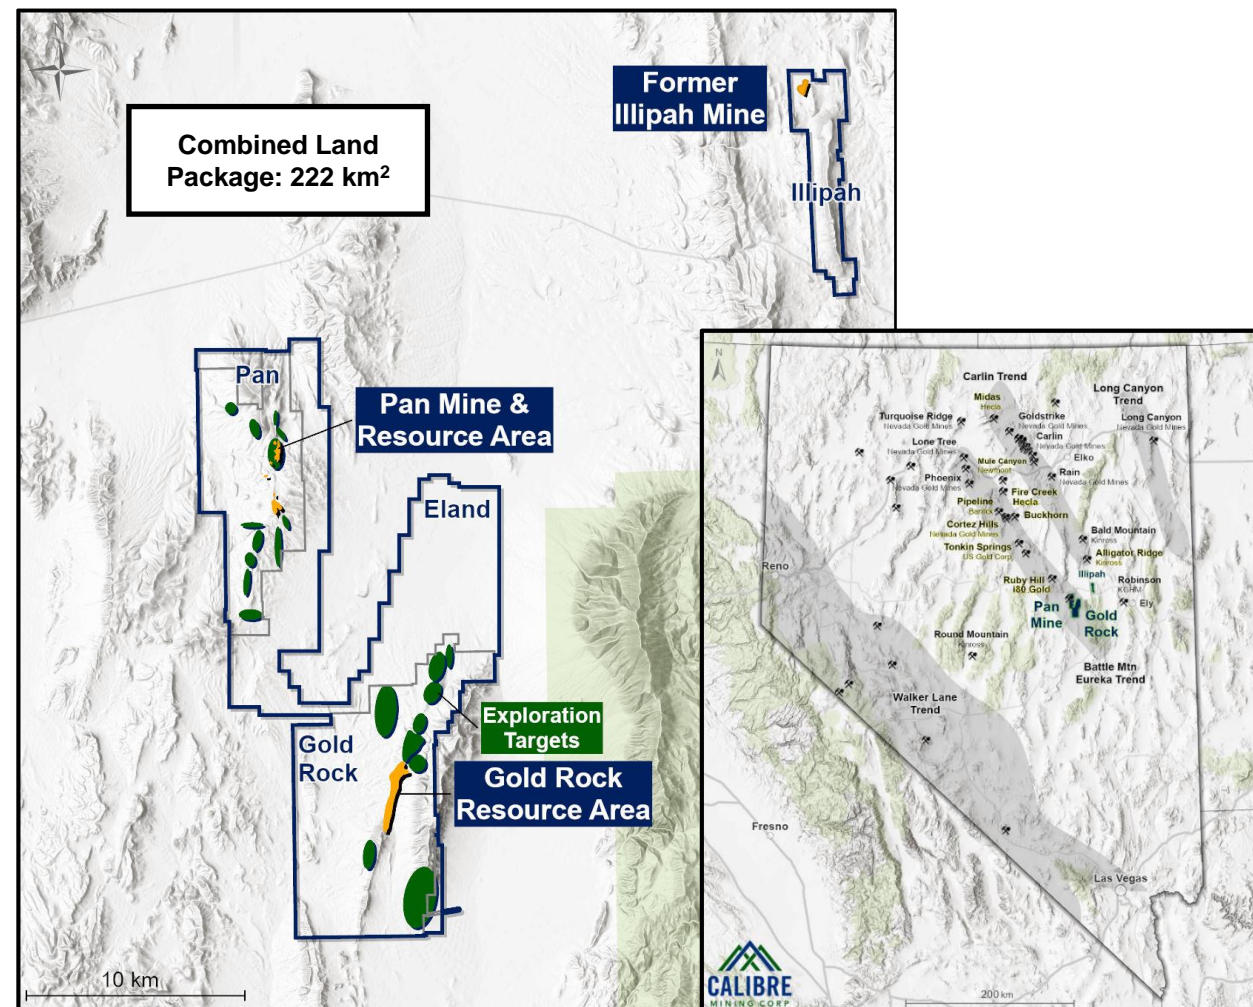 Combined Land
Package: 222 km²
Former
Illipah Mine
Illipah
Pan
Pan Mine &
Resource Area
Eland
Exploration
Targets
Gold
Rock
Gold Rock
Resource Area
10 km
N
Carlin Trend
Midas
Hecla
Long Canyon
Trend
Turquoise Ridge
Nevada Gold Mines
Goldstrike
Nevada Gold Mines
Long Canyon
Nevada Gold Mines
Carlin
Nevada Gold Mines
Lone Tree
Nevada Gold Mines
Elko
Mule Canyon
Newmont
Rain
Nevada Gold Mines
Phoenix
Nevada Gold Mines
Fire Creek
Hecla
Pipeline
Barrick
Buckhorn
Cortez Hills
Nevada Gold Mines
Bald Mountain
Kinross
Tonkin Springs
US Gold Corp
Alligator Ridge
Kinross
Reno
Illipah
Ruby Hill
i80 Gold
Robinson
KGHM
Ely
Pan
Mine
Gold
Rock
Round Mountain
Kinross
Battle Mtn
Eureka Trend
Walker Lane
Trend
Fresno
Las Vegas
CALIBRE
MINING CORP
200 km